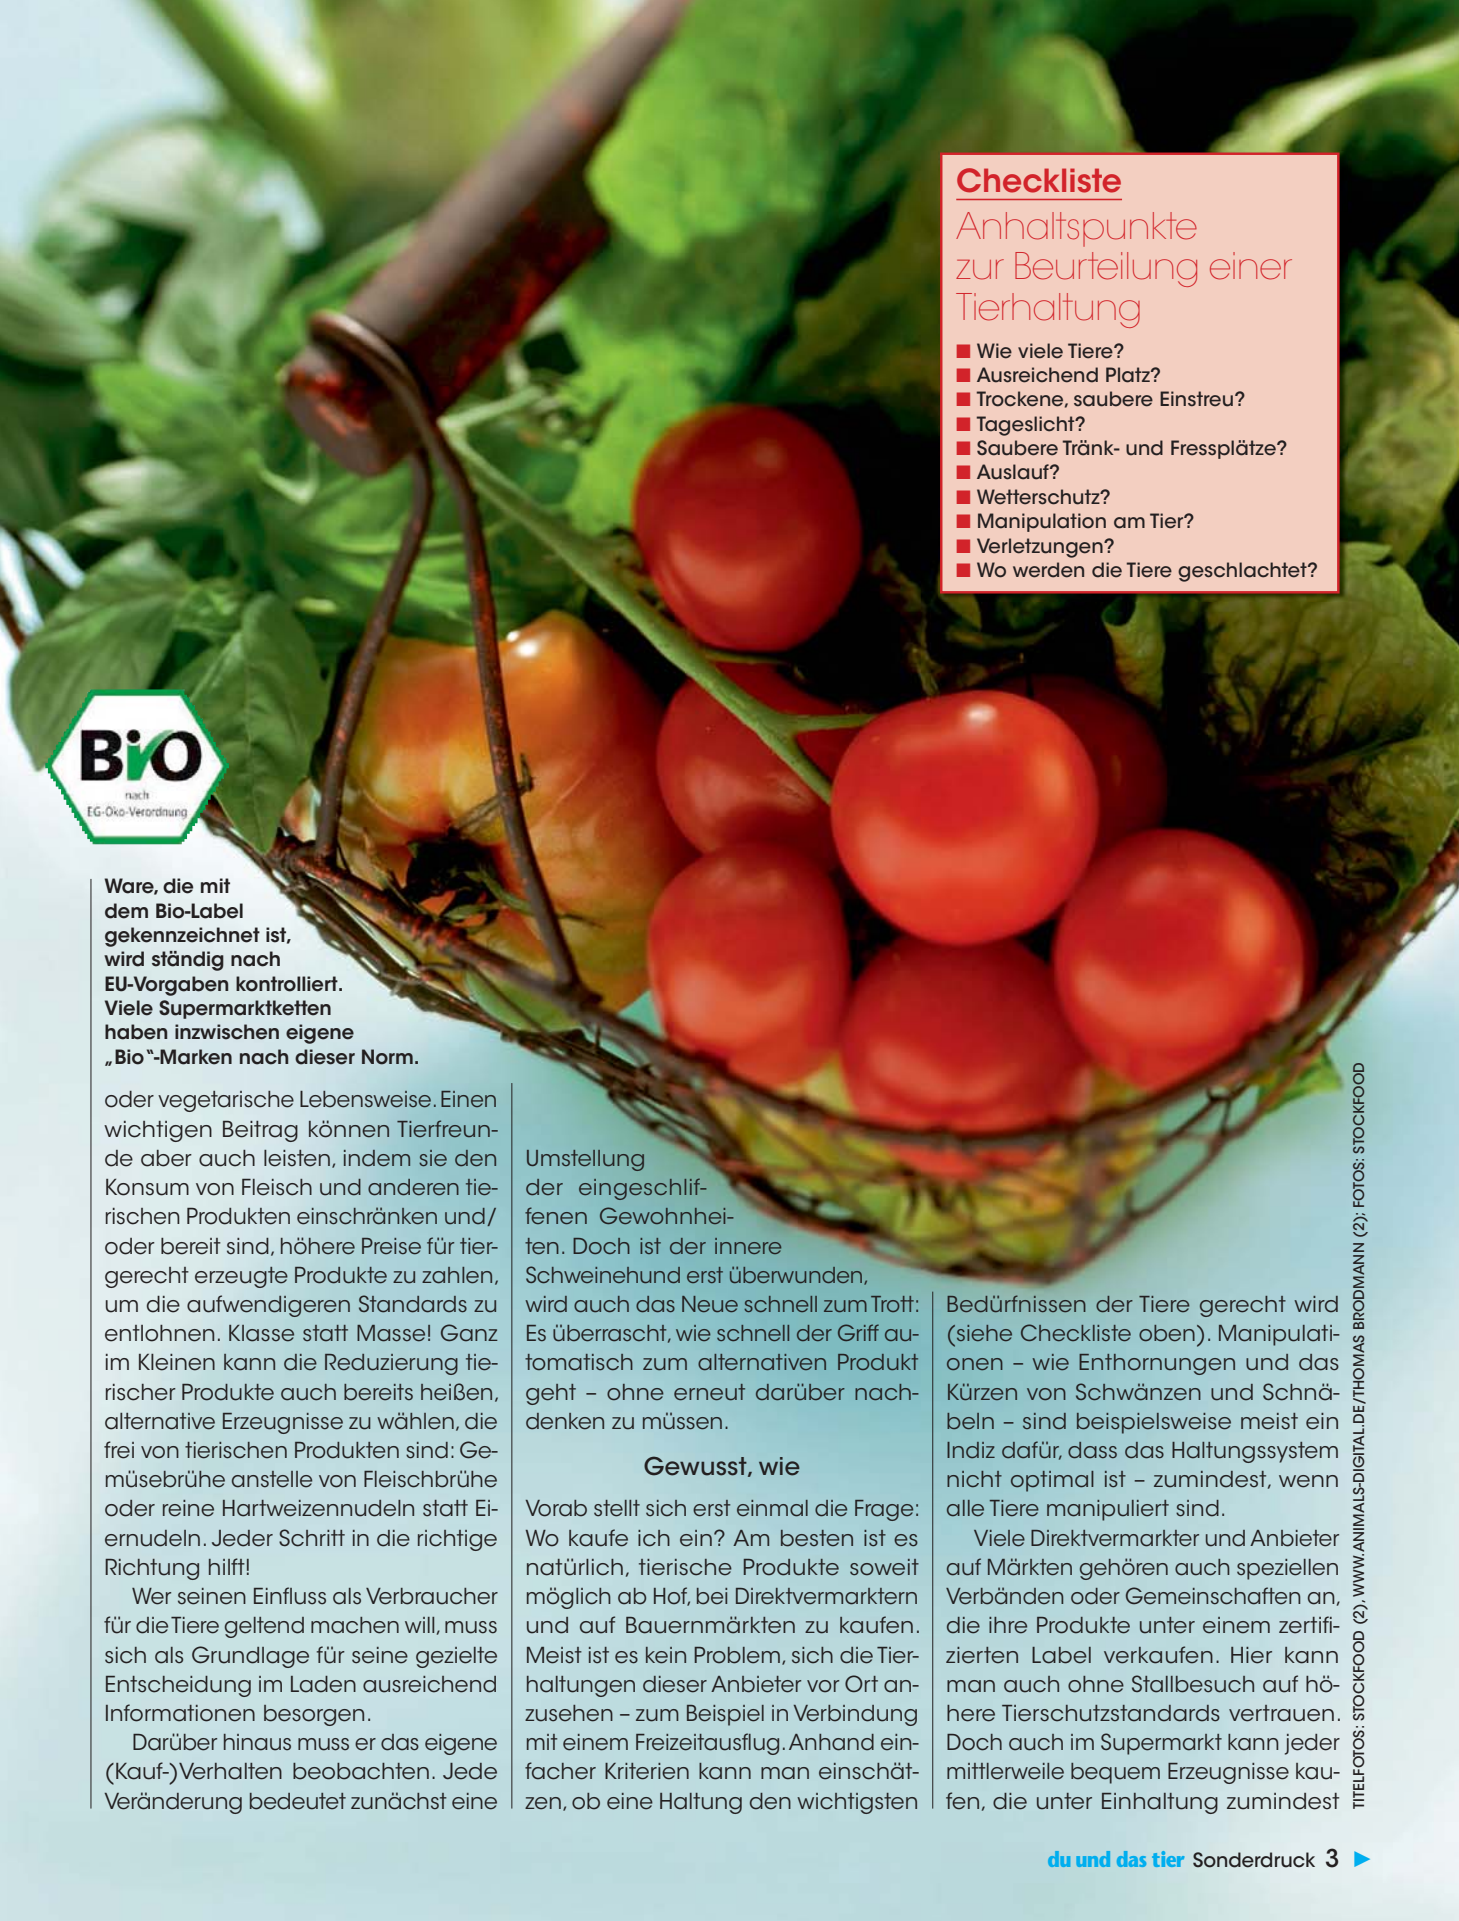 Checkliste
Anhaltspunkte
zur Beurteilung einer
Tierhaltung
■ Wie viele Tiere?
■ Ausreichend Platz?
■ Trockene, saubere Einstreu?
■ Tageslicht?
■ Saubere Tränk- und Fressplätze?
■ Auslauf?
■ Wetterschutz?
■ Manipulation am Tier?
■ Verletzungen?
■ Wo werden die Tiere geschlachtet?
Bio
nach
EG-Öko-Verordnung
Ware, die mit
dem Bio-Label
gekennzeichnet ist,
wird ständig nach
EU-Vorgaben kontrolliert.
Viele Supermarktketten
haben inzwischen eigene
„Bio“-Marken nach dieser Norm.
oder vegetarische Lebensweise. Einen
wichtigen Beitrag können Tierfreun-
de aber auch leisten, indem sie den
Konsum von Fleisch und anderen tie-
rischen Produkten einschränken und/
oder bereit sind, höhere Preise für tier-
gerecht erzeugte Produkte zu zahlen,
um die aufwendigeren Standards zu
entlohnen. Klasse statt Masse! Ganz
im Kleinen kann die Reduzierung tie-
rischer Produkte auch bereits heißen,
alternative Erzeugnisse zu wählen, die
frei von tierischen Produkten sind: Ge-
müsebrühe anstelle von Fleischbrühe
oder reine Hartweizennudeln statt Ei-
ernudeln. Jeder Schritt in die richtige
Richtung hilft!
Wer seinen Einfluss als Verbraucher
für die Tiere geltend machen will, muss
sich als Grundlage für seine gezielte
Entscheidung im Laden ausreichend
Informationen besorgen.
Darüber hinaus muss er das eigene
(Kauf-)Verhalten beobachten. Jede
Veränderung bedeutet zunächst eine
Umstellung
der eingeschlif-
fenen Gewohnhei-
ten. Doch ist der innere
Schweinehund erst überwunden,
wird auch das Neue schnell zum Trott:
Es überrascht, wie schnell der Griff au-
tomatisch zum alternativen Produkt
geht – ohne erneut darüber nach-
denken zu müssen.
Gewusst, wie
Vorab stellt sich erst einmal die Frage:
Wo kaufe ich ein? Am besten ist es
natürlich, tierische Produkte soweit
möglich ab Hof, bei Direktvermarktern
und auf Bauernmärkten zu kaufen.
Meist ist es kein Problem, sich die Tier-
haltungen dieser Anbieter vor Ort an-
zusehen – zum Beispiel in Verbindung
mit einem Freizeitausflug. Anhand ein-
facher Kriterien kann man einschät-
zen, ob eine Haltung den wichtigsten
Bedürfnissen der Tiere gerecht wird
(siehe Checkliste oben). Manipulati-
onen – wie Enthornungen und das
Kürzen von Schwänzen und Schnä-
beln – sind beispielsweise meist ein
Indiz dafür, dass das Haltungssystem
nicht optimal ist – zumindest, wenn
alle Tiere manipuliert sind.
Viele Direktvermarkter und Anbieter
auf Märkten gehören auch speziellen
Verbänden oder Gemeinschaften an,
die ihre Produkte unter einem zertifi-
zierten Label verkaufen. Hier kann
man auch ohne Stallbesuch auf hö-
here Tierschutzstandards vertrauen.
Doch auch im Supermarkt kann jeder
mittlerweile bequem Erzeugnisse kau-
fen, die unter Einhaltung zumindest
TITELFOTOS: STOCKFOOD (2), WWW.ANIMALS-DIGITAL.DE/THOMAS BRODMANN (2); FOTOS: STOCKFOOD
du und das tier Sonderdruck 3 ►